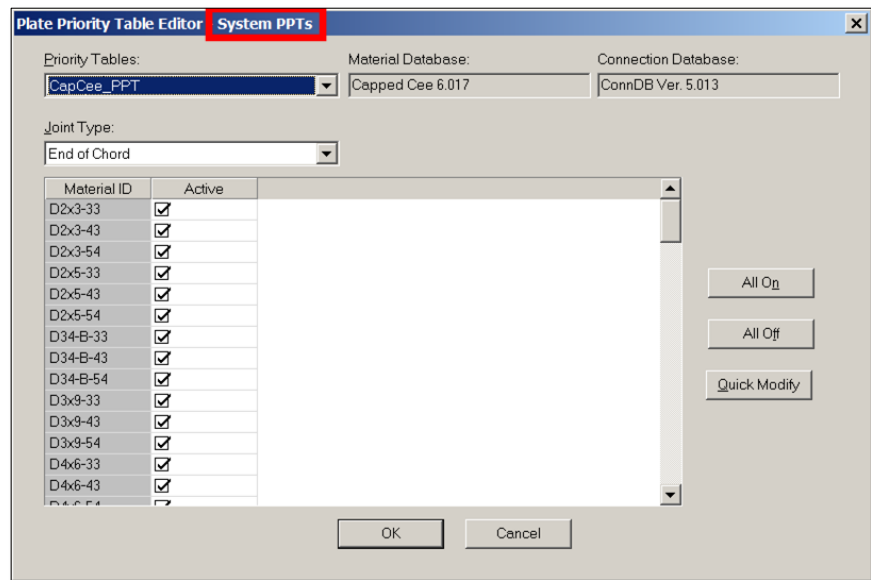 Plate Priority Table Editor System PPTs
Priority Tables: Material Database: Connection Database:
CapCee_PPT Capped Cee 6.017 ConnDB Ver. 5.013
Joint Type:
End of Chord
Material ID Active
D2x3-33
D2x3-43
D2x3-54
D2x5-33
D2x5-43
D2x5-54
D34-B-33
D34-B-43
D34-B-54
D3x9-33
D3x9-43
D3x9-54
D4x6-33
D4x6-43
All On
All Off
Quick Modify
OK Cancel